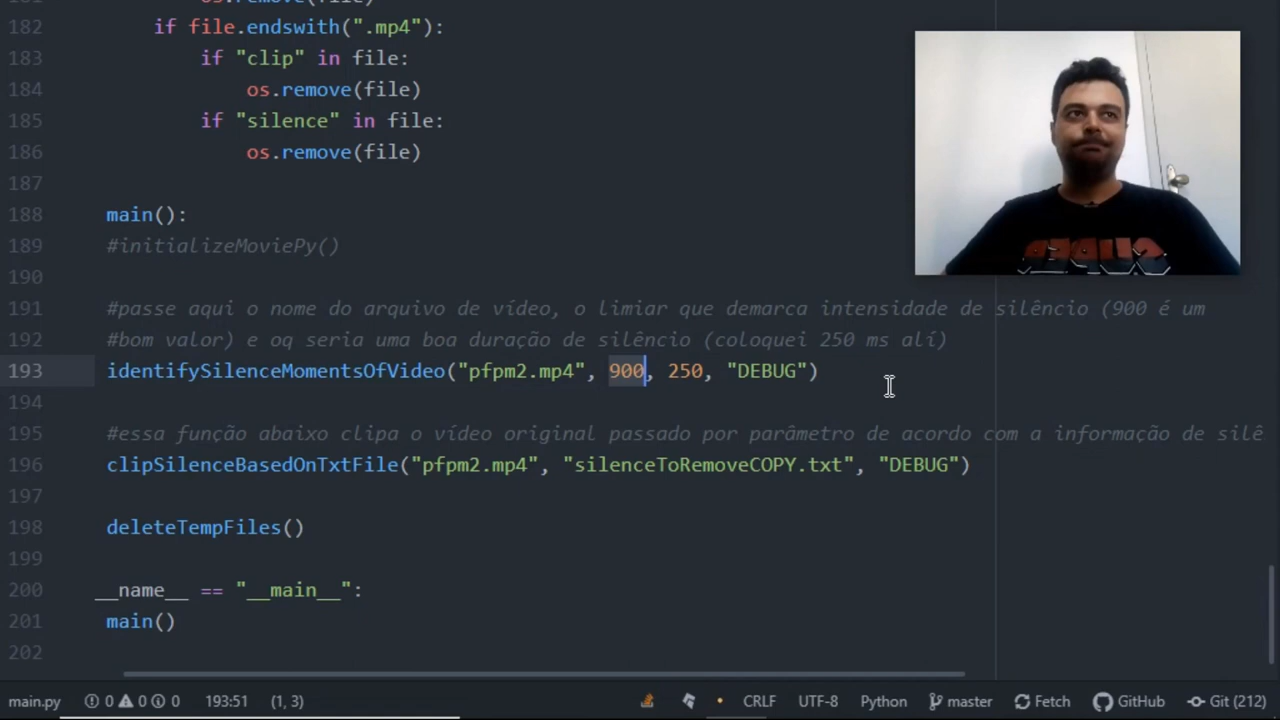 181 os.remove(file)
182 if file.endswith(".mp4"):
183 if "clip" in file:
184 os.remove(file)
185 if "silence" in file:
186 os.remove(file)
187
188 main():
189 #initializeMoviePy()
190
191 #passe aqui o nome do arquivo de vídeo, o limiar que demarca intensidade de silêncio (900 é um
192 #bom valor) e oq seria uma boa duração de silêncio (coloquei 250 ms alí)
193 identifySilenceMomentsOfVideo("pfpm2.mp4", 900, 250, "DEBUG")
194
195 #essa função abaixo clipa o vídeo original passado por parâmetro de acordo com a informação de silê
196 clipSilenceBasedOnTxtFile("pfpm2.mp4", "silenceToRemoveCOPY.txt", "DEBUG")
197
198 deleteTempFiles()
199
200 __name__ == "__main__":
201 main()
202
main.py 0 0 0 193:51 (1, 3) CRLF UTF-8 Python master Fetch GitHub Git (212)